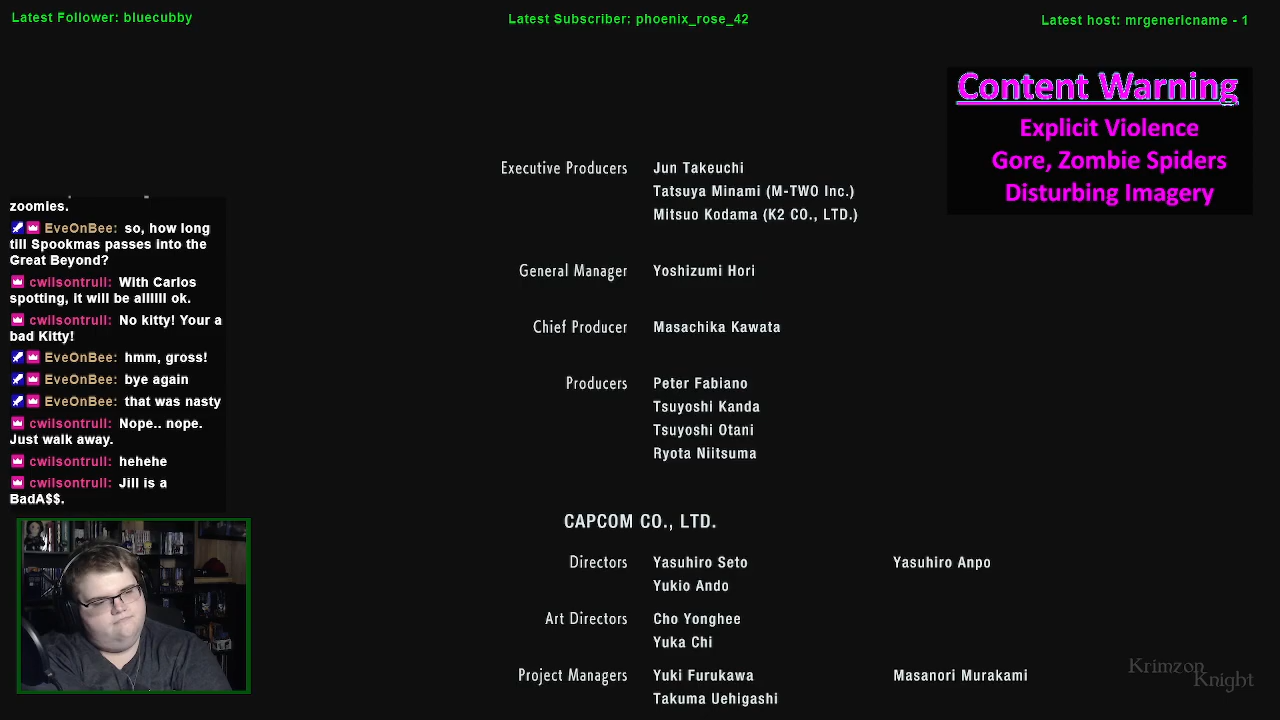 Latest Follower: bluecubby
Latest Subscriber: phoenix_rose_42
Latest host: mrgenericname - 1
Content Warning
Explicit Violence
Gore, Zombie Spiders
Disturbing Imagery
zoomies.
EveOnBee: so, how long
till Spookmas passes into the
Great Beyond?
cwilsontrull: With Carlos
spotting, it will be allllll ok.
cwilsontrull: No kitty! Your a
bad Kitty!
EveOnBee: hmm, gross!
EveOnBee: bye again
EveOnBee: that was nasty
cwilsontrull: Nope.. nope.
Just walk away.
cwilsontrull: hehehe
cwilsontrull: Jill is a
BadA$$.
Executive Producers Jun Takeuchi
Tatsuya Minami (M-TWO Inc.)
Mitsuo Kodama (K2 CO., LTD.)
General Manager Yoshizumi Hori
Chief Producer Masachika Kawata
Producers Peter Fabiano
Tsuyoshi Kanda
Tsuyoshi Otani
Ryota Niitsuma
CAPCOM CO., LTD.
Directors Yasuhiro Seto Yasuhiro Anpo
Yukio Ando
Art Directors Cho Yonghee
Yuka Chi
Project Managers Yuki Furukawa Masanori Murakami
Takuma Uehigashi
Krimzon
Knight